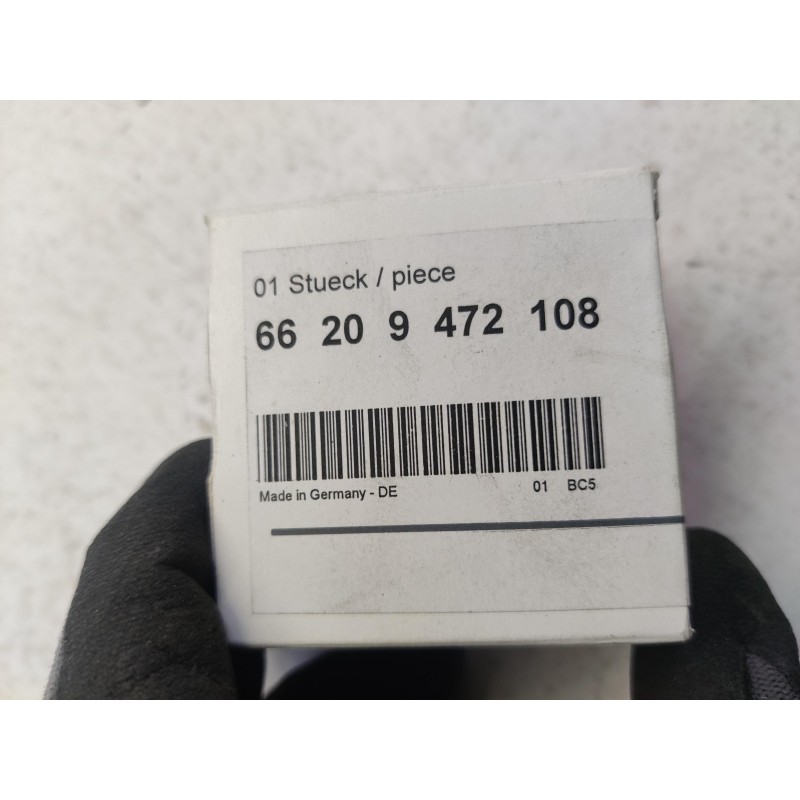 01 Stueck / piece
66 20 9 472 108
Made in Germany - DE 01 BC5